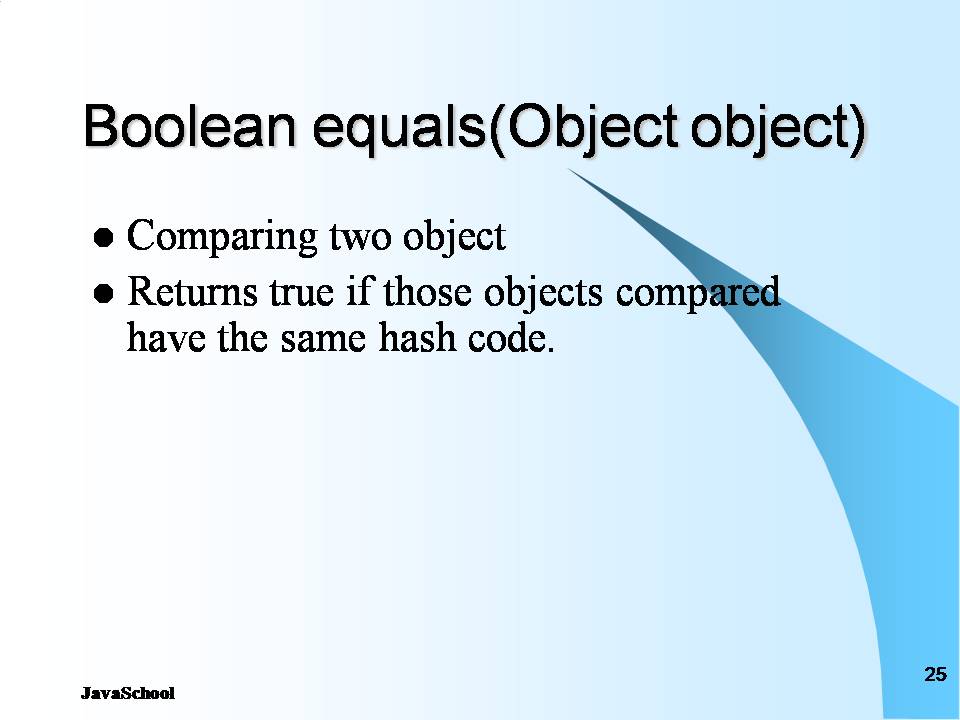 Boolean equals(Object object)
● Comparing two object
● Returns true if those objects compared
have the same hash code.
25
JavaSchool